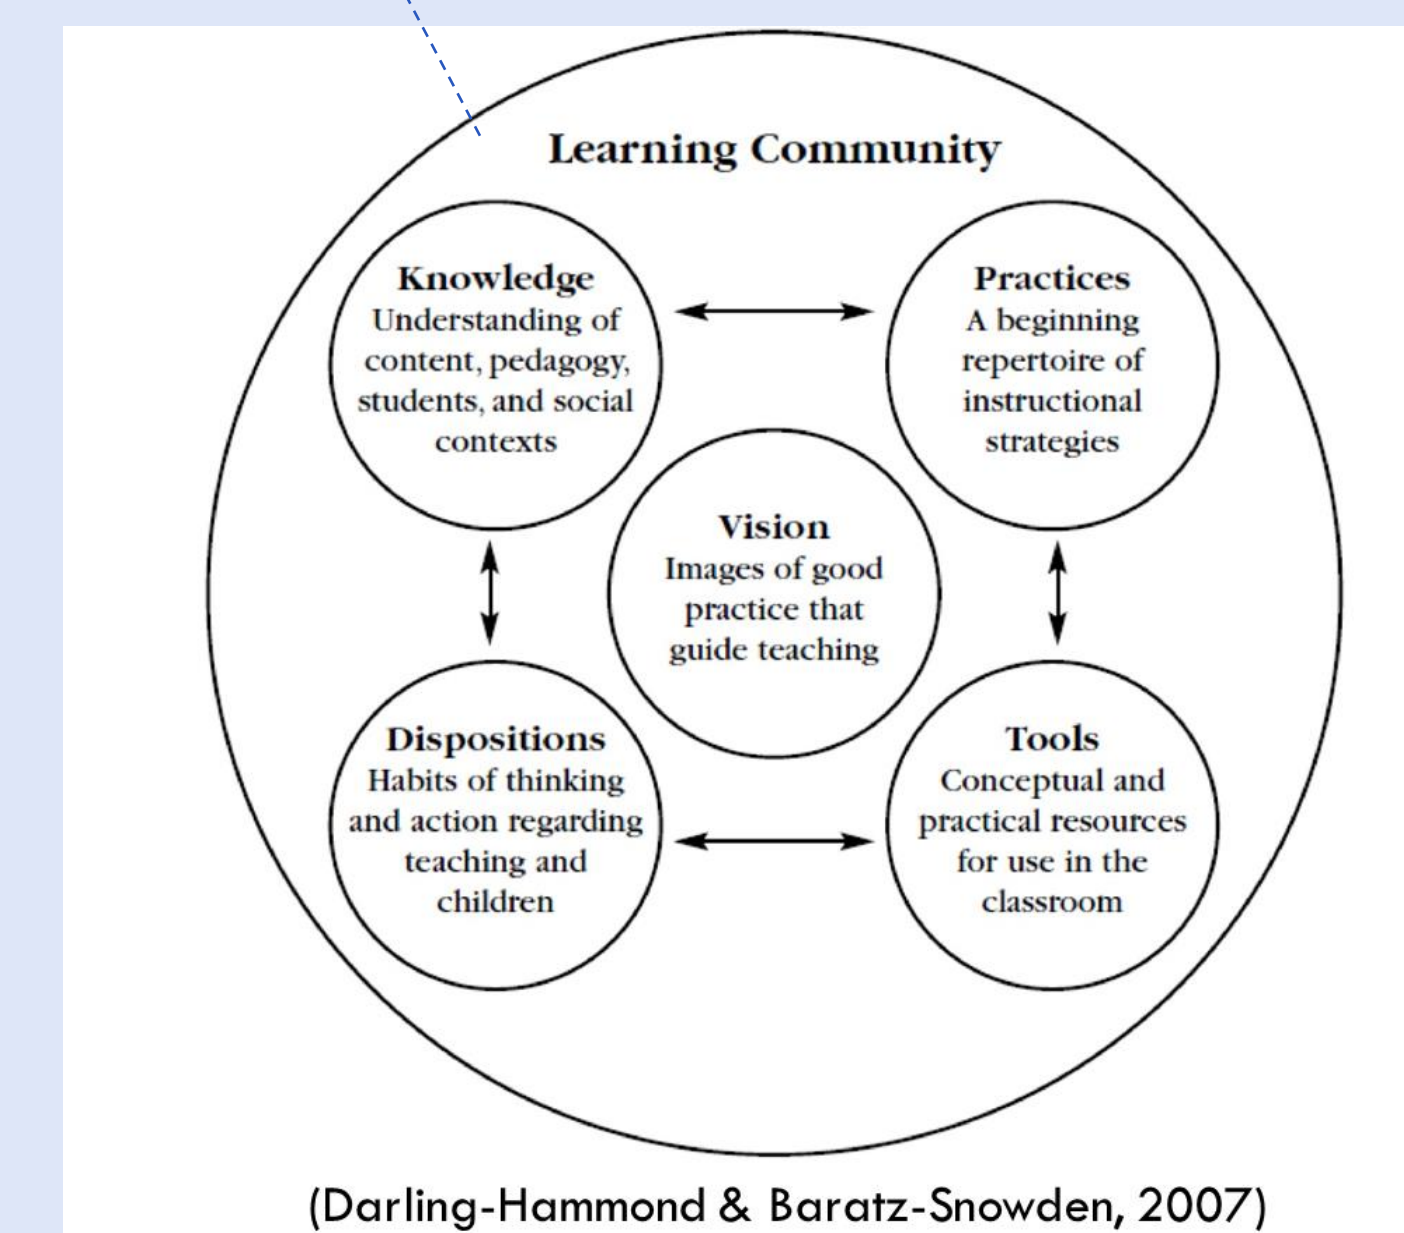 Learning Community
Knowledge
Understanding of
content, pedagogy,
students, and social
contexts
Practices
A beginning
repertoire of
instructional
strategies
Vision
Images of good
practice that
guide teaching
Dispositions
Habits of thinking
and action regarding
teaching and
children
Tools
Conceptual and
practical resources
for use in the
classroom
(Darling-Hammond & Baratz-Snowden, 2007)